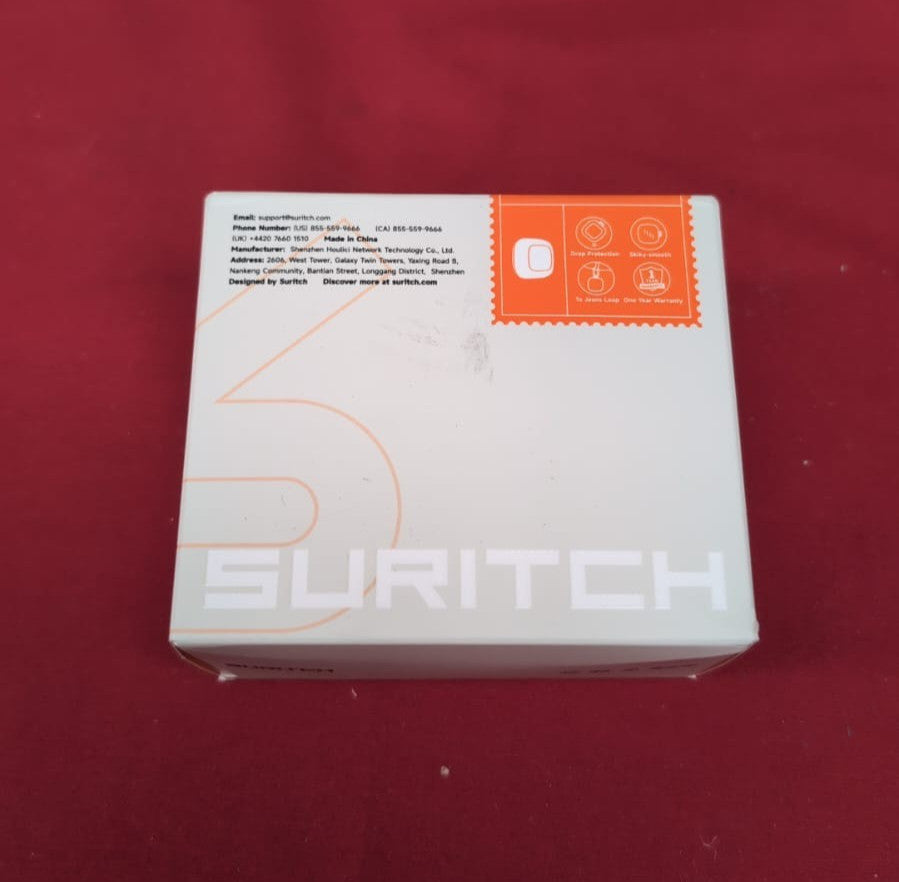 Email: support@suritch.com
Phone Number: (US) 855-559-9666 (CA) 855-559-9666
(UK) +4420 7660 1510 Made in China
Manufacturer: Shenzhen Houlici Network Technology Co., Ltd.
Address: 2606, West Tower, Galaxy Twin Towers, Yaxing Road 8,
Nankeng Community, Bantian Street, Longgang District, Shenzhen
Designed by Suritch Discover more at suritch.com
Drop Protection Skiny-smooth
To Jeans Loop One Year Warranty
3
SURITCH
SURITCH